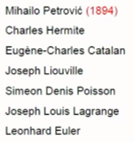 Mihailo Petrović (1894)
Charles Hermite
Eugène-Charles Catalan
Joseph Liouville
Simeon Denis Poisson
Joseph Louis Lagrange
Leonhard Euler